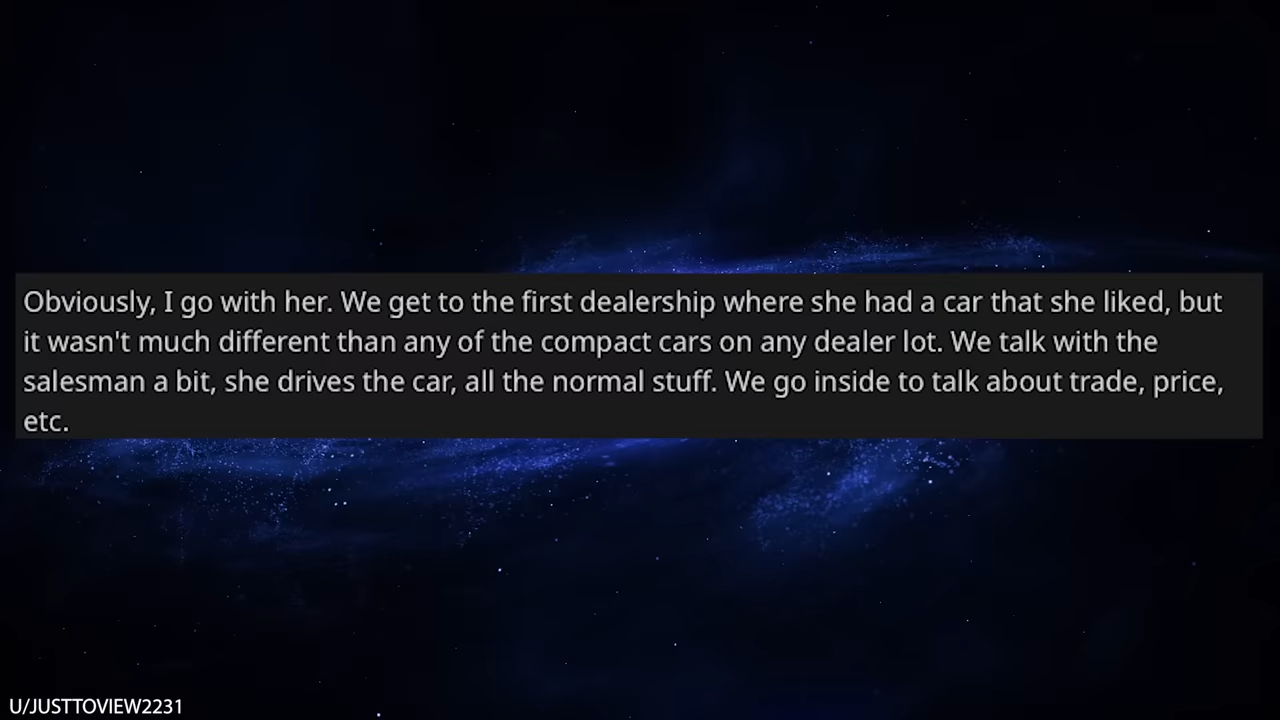 Obviously, I go with her. We get to the first dealership where she had a car that she liked, but
it wasn't much different than any of the compact cars on any dealer lot. We talk with the
salesman a bit, she drives the car, all the normal stuff. We go inside to talk about trade, price,
etc.
U/JUSTTOVIEW2231